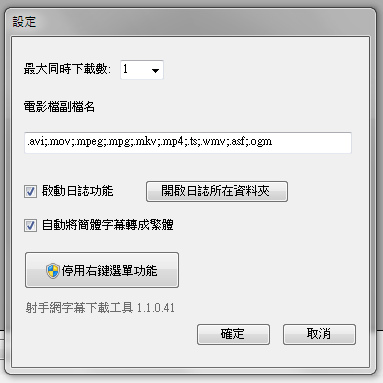 設定
最大同時下載數: 1
電影檔副檔名
.avi;.mov;.mpeg;.mpg;.mkv;.mp4;.ts;.wmv;.asf;.ogm
啟動日誌功能 開啟日誌所在資料夾
自動將簡體字幕轉成繁體
停用右鍵選單功能
射手網字幕下載工具 1.1.0.41
確定 取消